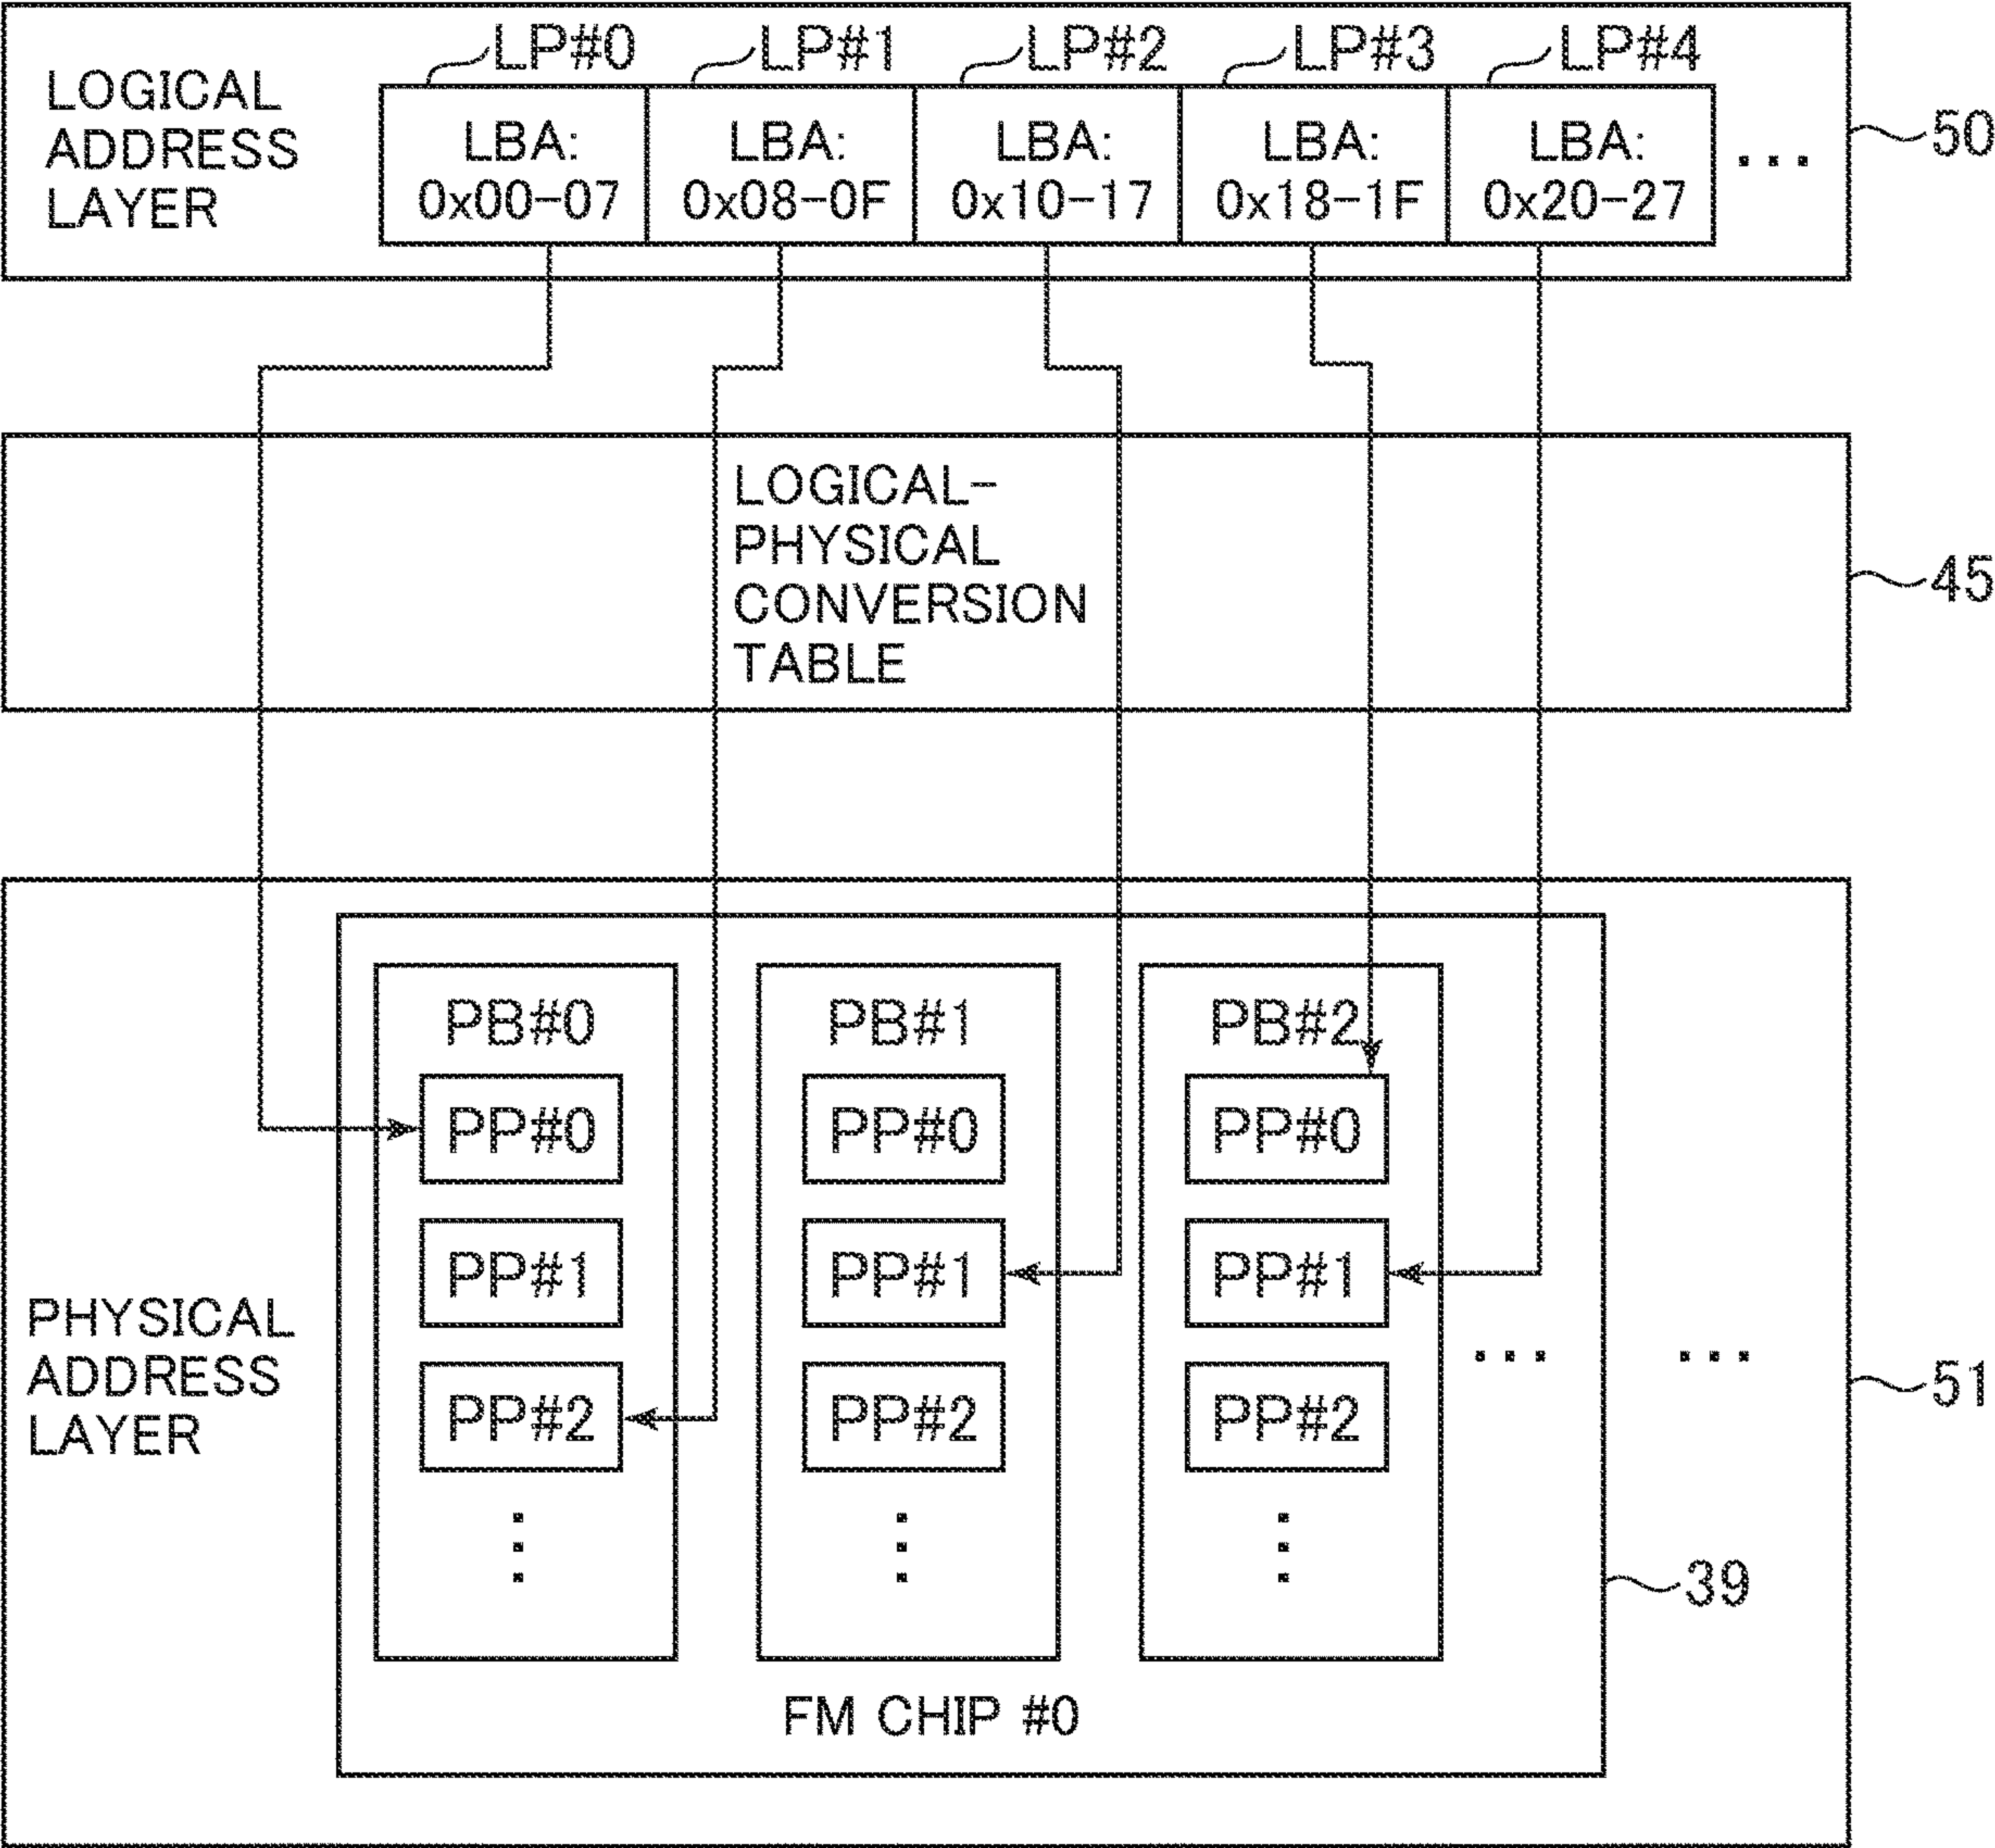 LP#0 LP#1 LP#2 LP#3 LP#4
LOGICAL
ADDRESS
LAYER
LBA:
0x00-07
LBA:
0x08-0F
LBA:
0x10-17
LBA:
0x18-1F
LBA:
0x20-27
...
50
LOGICAL-
PHYSICAL
CONVERSION
TABLE
45
PHYSICAL
ADDRESS
LAYER
PB#0
PP#0
PP#1
PP#2
PB#1
PP#0
PP#1
PP#2
PB#2
PP#0
PP#1
PP#2
...
...
51
39
FM CHIP #0